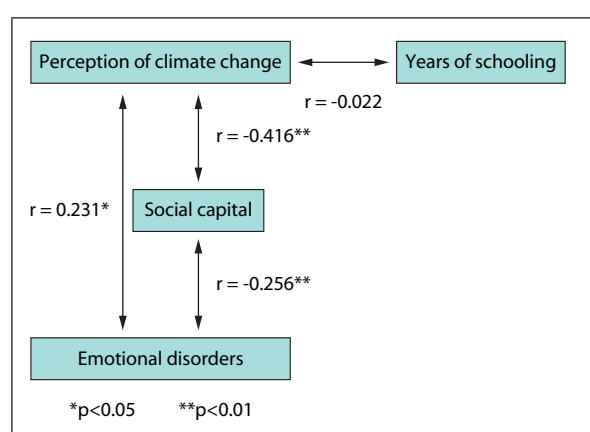 Perception of climate change
Years of schooling
r = -0.022
r = -0.416**
r = 0.231*
Social capital
r = -0.256**
Emotional disorders
*p<0.05 **p<0.01